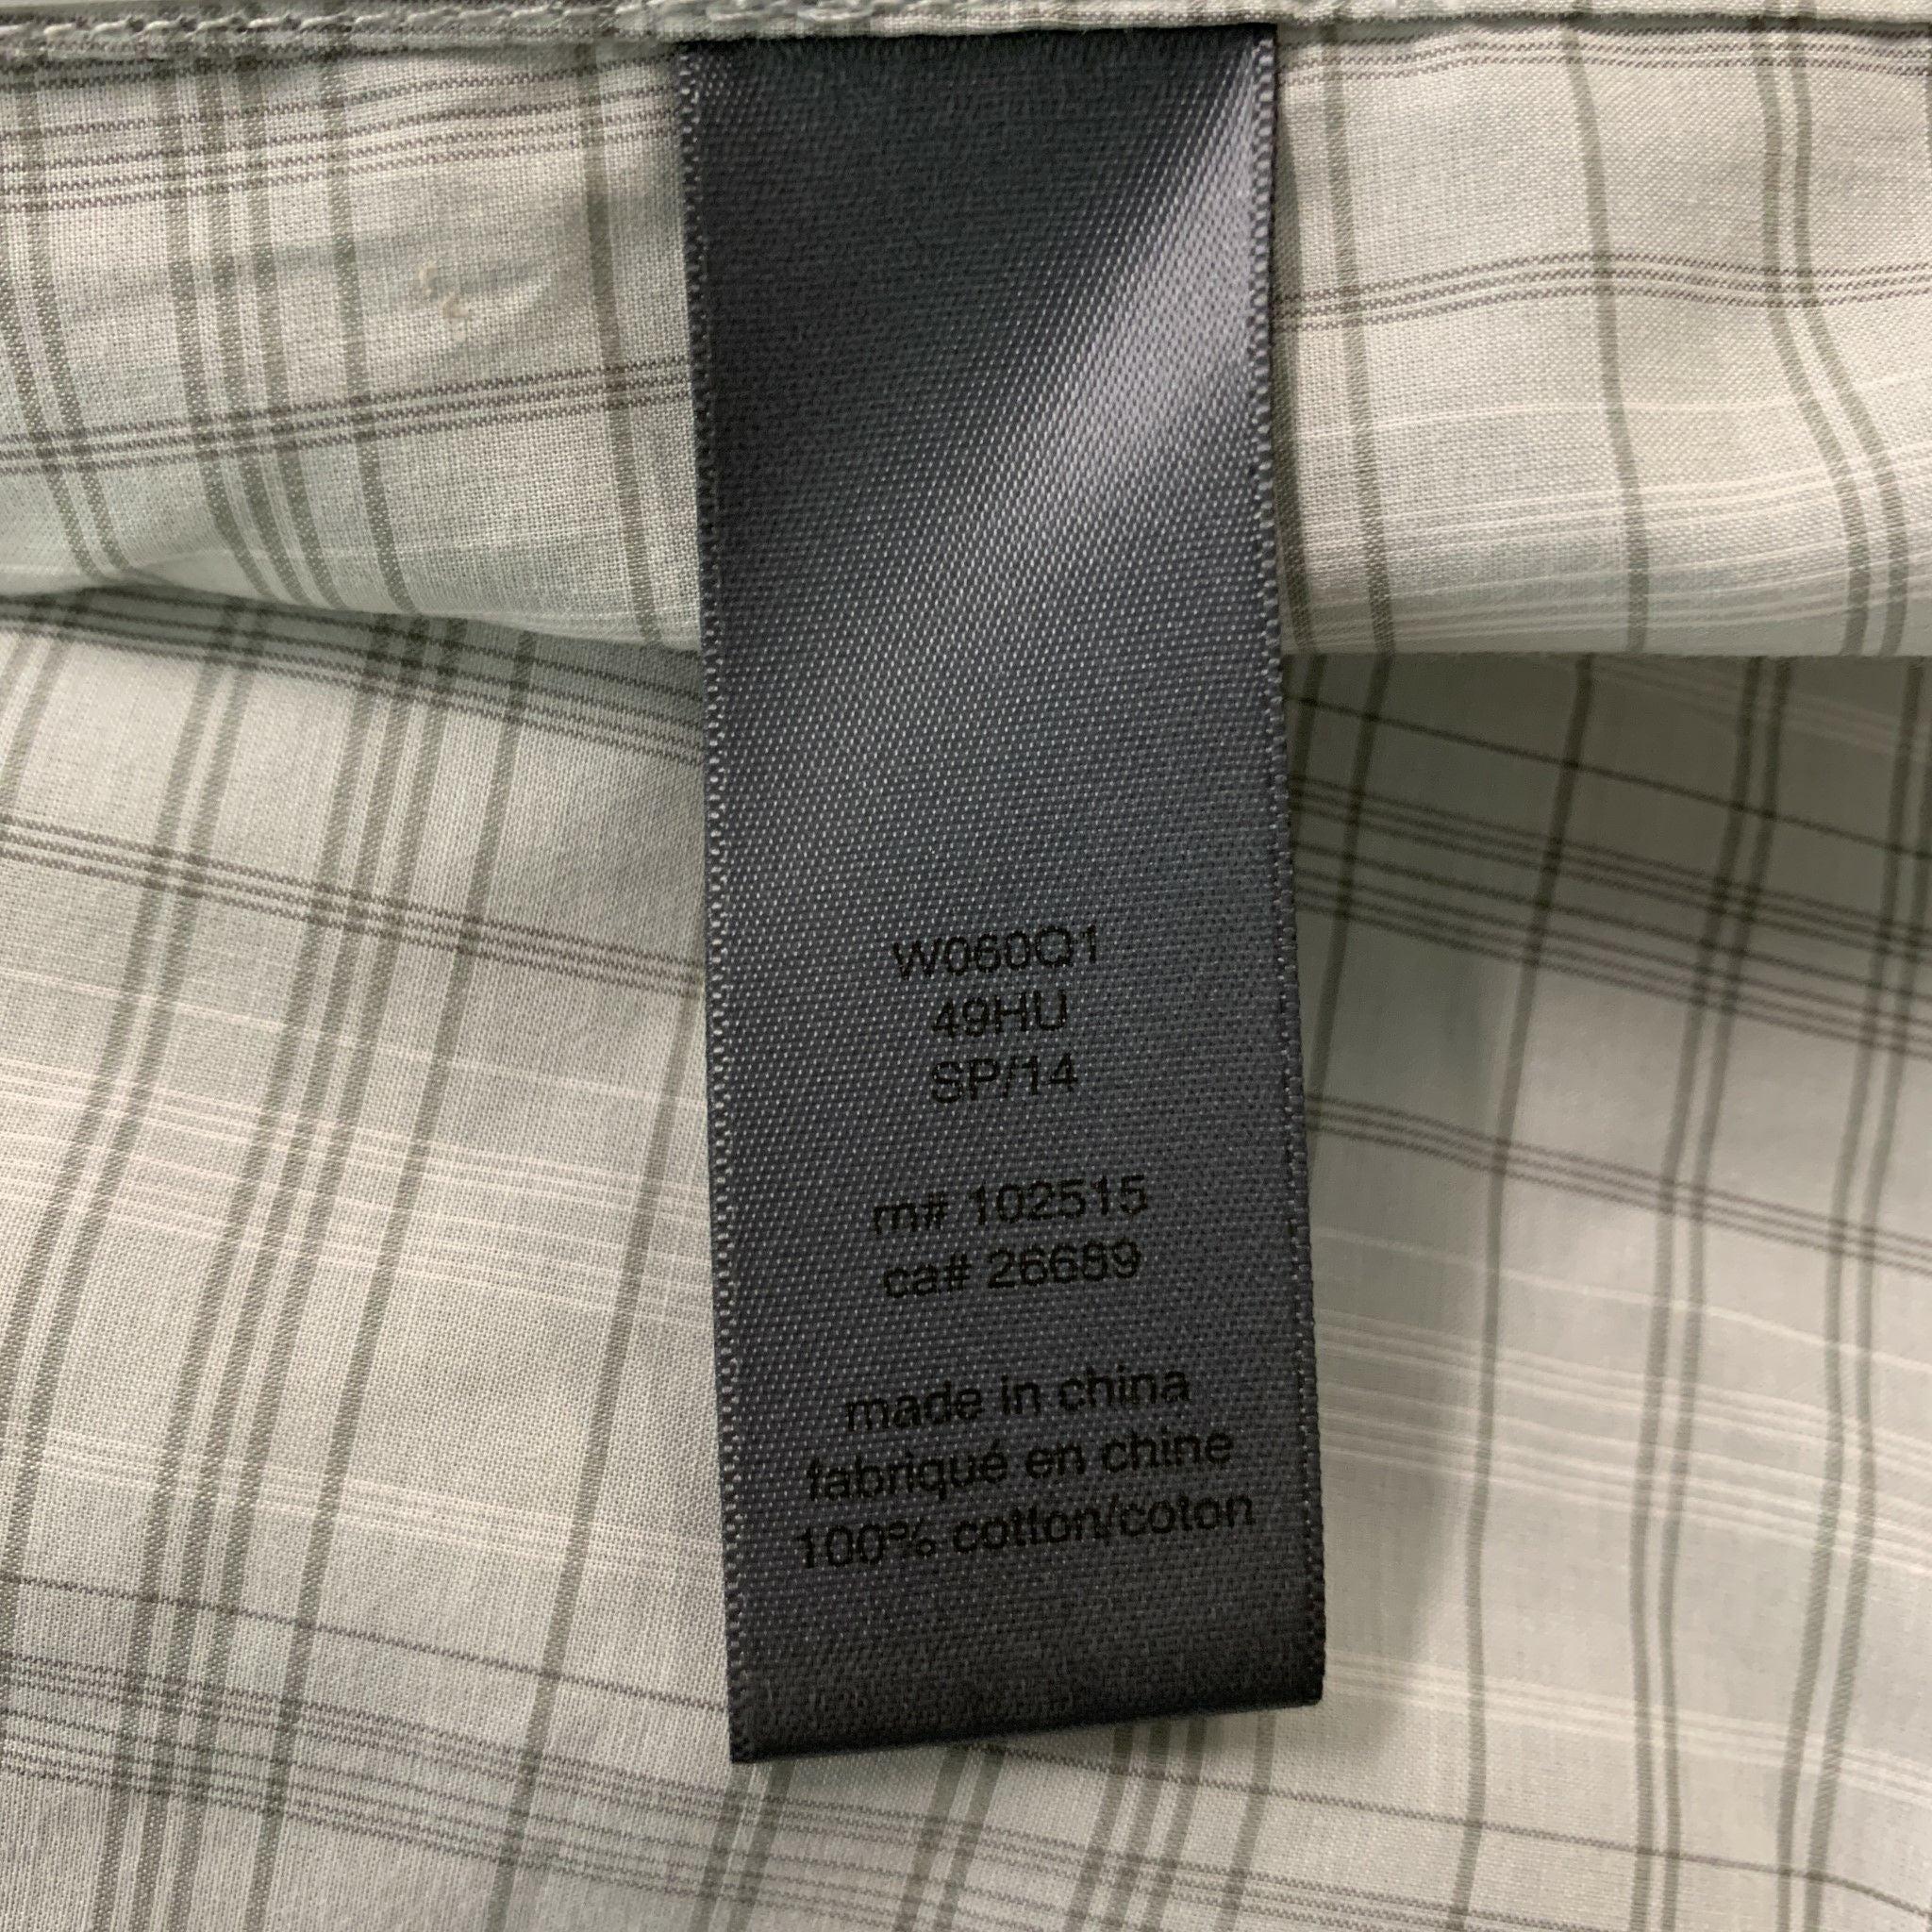 W060Q1
49HU
SP/14
rn# 102515
ca# 26689
made in china
fabriqué en chine
100% cotton/coton